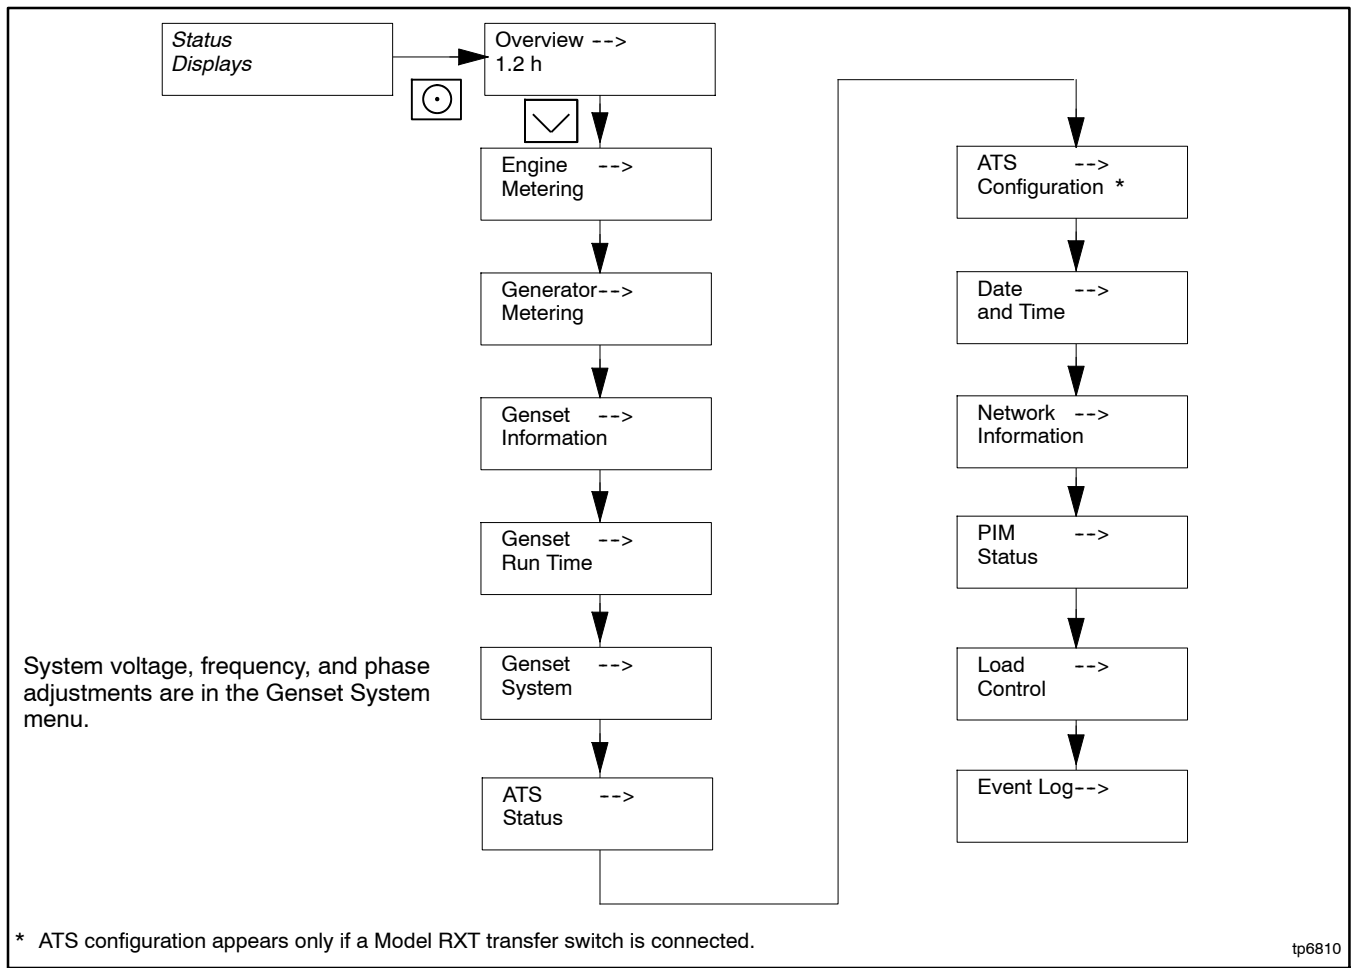 Status
Displays
Overview -->
1.2 h
Engine -->
Metering
Generator-->
Metering
Genset -->
Information
Genset -->
Run Time
Genset -->
System
ATS -->
Status
ATS -->
Configuration *
Date -->
and Time
Network -->
Information
PIM -->
Status
Load -->
Control
Event Log-->
System voltage, frequency, and phase
adjustments are in the Genset System
menu.
* ATS configuration appears only if a Model RXT transfer switch is connected.
tp6810